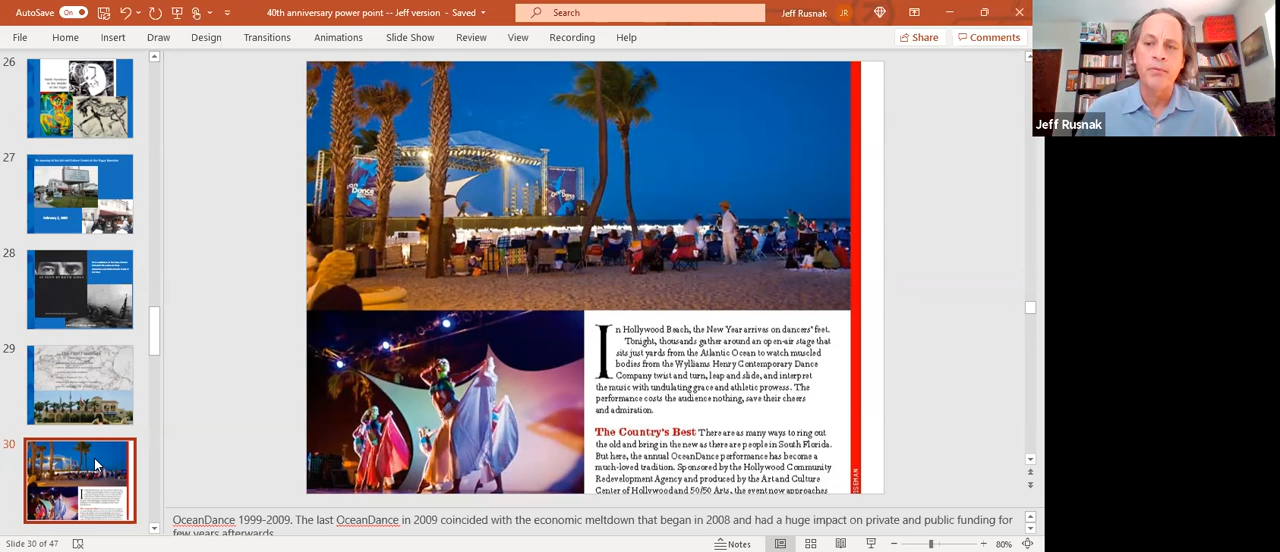 AutoSave On 40th anniversary power point -- Jeff version - Saved Search Jeff Rusnak JR
File Home Insert Draw Design Transitions Animations Slide Show Review View Recording Help Share Comments
Jeff Rusnak
26
27
February 2, 2002
28
29
30
In Hollywood Beach, the New Year arrives on dancers' feet.
Tonight, thousands gather around an open-air stage that
sits just yards from the Atlantic Ocean to watch muscled
bodies from the Wylliams Henry Contemporary Dance
Company twist and turn, leap and slide, and interpret
the music with undulating grace and athletic prowess. The
performance costs the audience nothing, save their cheers
and admiration.
The Country's Best There are as many ways to ring out
the old and bring in the new as there are people in South Florida.
But here, the annual OceanDance performance has become a
much-loved tradition. Sponsored by the Hollywood Community
Redevelopment Agency and produced by the Art and Culture
Center of Hollywood and 50/50 Arts, the event now approaches
OceanDance 1999-2009. The last OceanDance in 2009 coincided with the economic meltdown that began in 2008 and had a huge impact on private and public funding for
few years afterwards.
Slide 30 of 47 Notes 80%